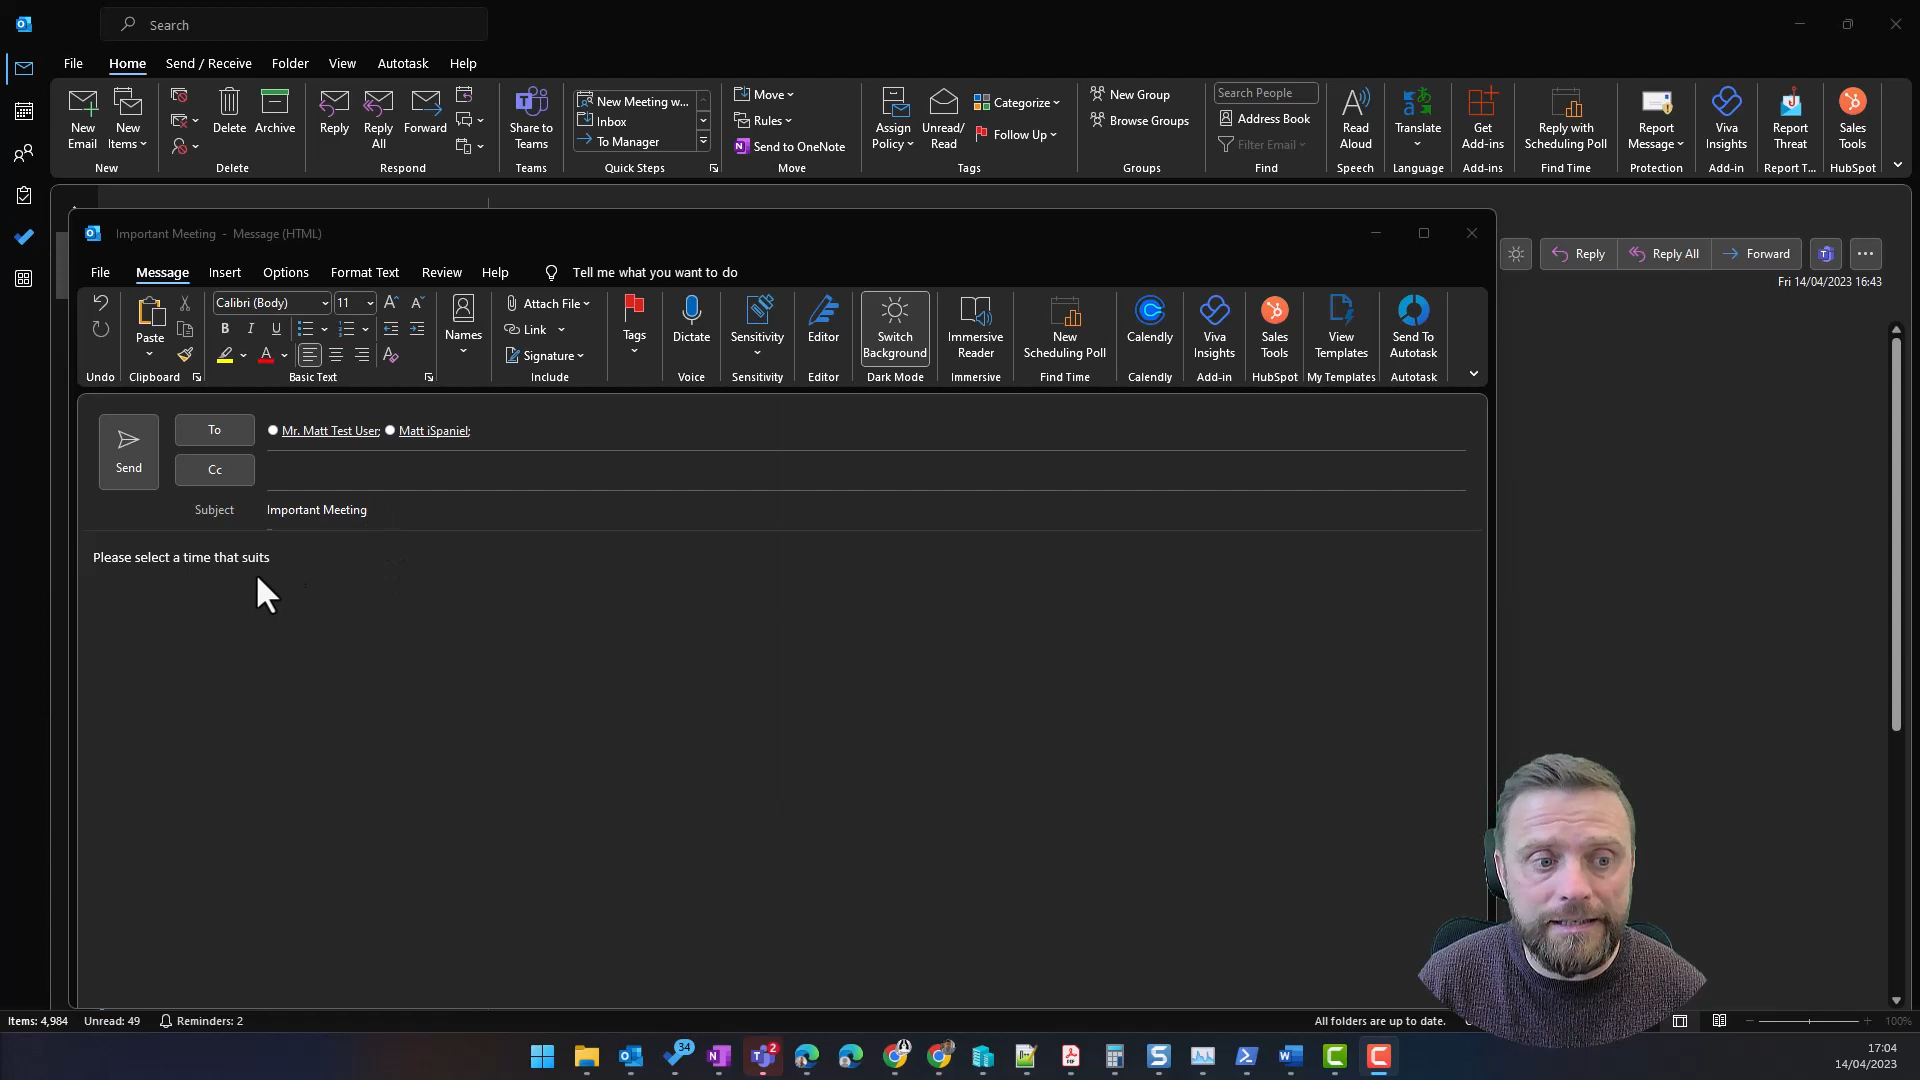 Search
File Home Send / Receive Folder View Autotask Help
New Email
New Items
New
Delete
Archive
Delete
Reply
Reply All
Forward
Respond
Share to Teams
Teams
New Meeting w...
Inbox
To Manager
Quick Steps
Move
Rules
Send to OneNote
Move
Assign Policy
Unread/ Read
Categorize
Follow Up
Tags
New Group
Browse Groups
Groups
Search People
Address Book
Filter Email
Find
Read Aloud
Speech
Translate
Language
Get Add-ins
Add-ins
Reply with Scheduling Poll
Find Time
Report Message
Protection
Viva Insights
Add-in
Report Threat
Report T...
Sales Tools
HubSpot
Important Meeting - Message (HTML)
Reply Reply All Forward
Fri 14/04/2023 16:43
File Message Insert Options Format Text Review Help Tell me what you want to do
Undo
Paste
Clipboard
Calibri (Body) 11
B I U
Basic Text
Names
Attach File
Link
Signature
Include
Tags
Dictate
Voice
Sensitivity
Sensitivity
Editor
Editor
Switch Background
Dark Mode
Immersive Reader
Immersive
New Scheduling Poll
Find Time
Calendly
Calendly
Viva Insights
Add-in
Sales Tools
HubSpot
View Templates
My Templates
Send To Autotask
Autotask
Send
To Mr. Matt Test User; Matt iSpaniel;
Cc
Subject Important Meeting
Please select a time that suits
Items: 4,984 Unread: 49 Reminders: 2
All folders are up to date.
100%
34
2
17:04
14/04/2023